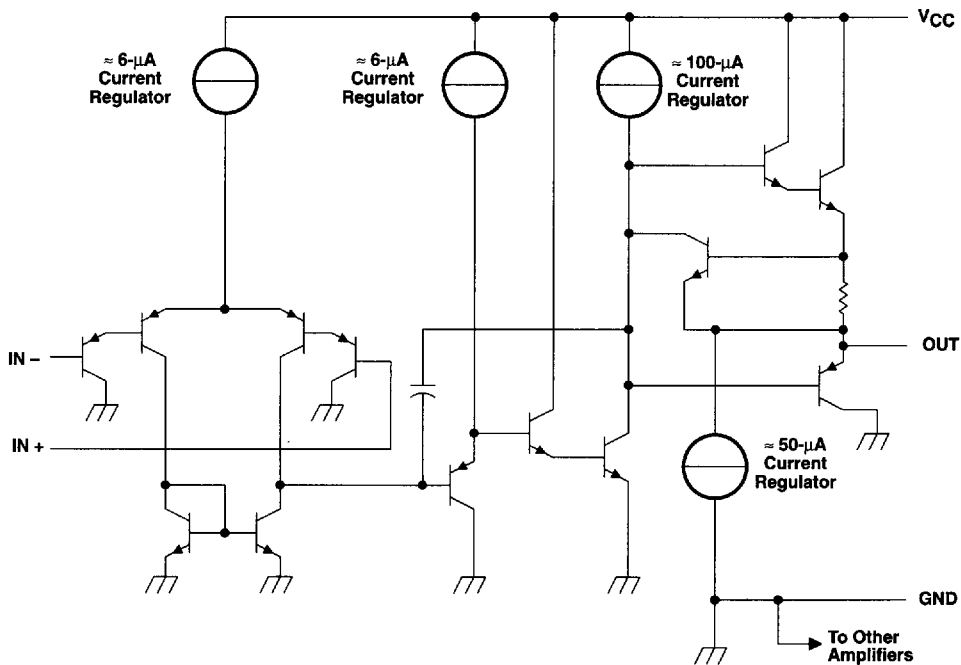 VCC
≈ 6-μA
Current
Regulator
≈ 6-μA
Current
Regulator
≈ 100-μA
Current
Regulator
IN −
OUT
IN +
≈ 50-μA
Current
Regulator
GND
To Other
Amplifiers